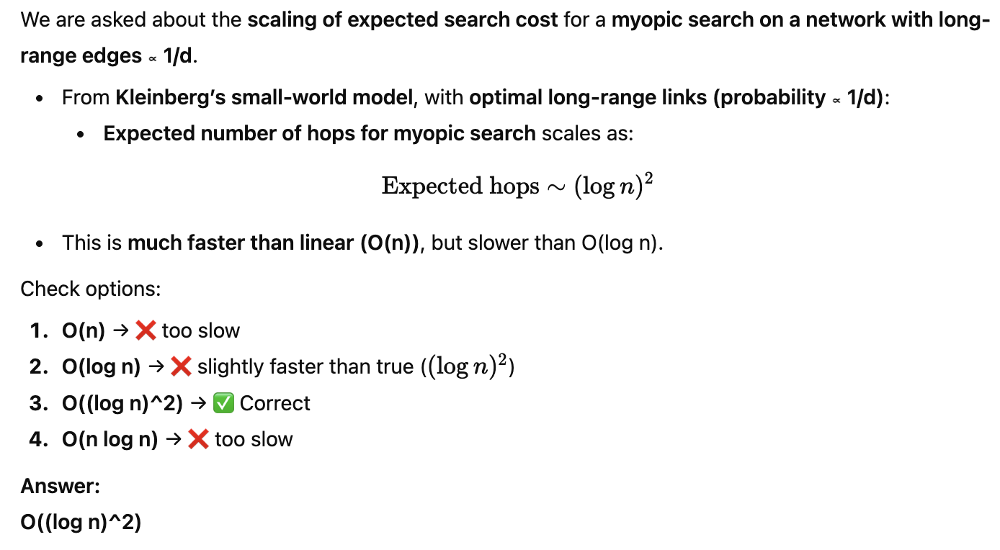 We are asked about the scaling of expected search cost for a myopic search on a network with long-
range edges ∝ 1/d.
• From Kleinberg’s small-world model, with optimal long-range links (probability ∝ 1/d):
• Expected number of hops for myopic search scales as:
Expected hops ∼ (log n)²
• This is much faster than linear (O(n)), but slower than O(log n).
Check options:
1. O(n) → ❌ too slow
2. O(log n) → ❌ slightly faster than true ((log n)²)
3. O((log n)^2) → ✅ Correct
4. O(n log n) → ❌ too slow
Answer:
O((log n)^2)